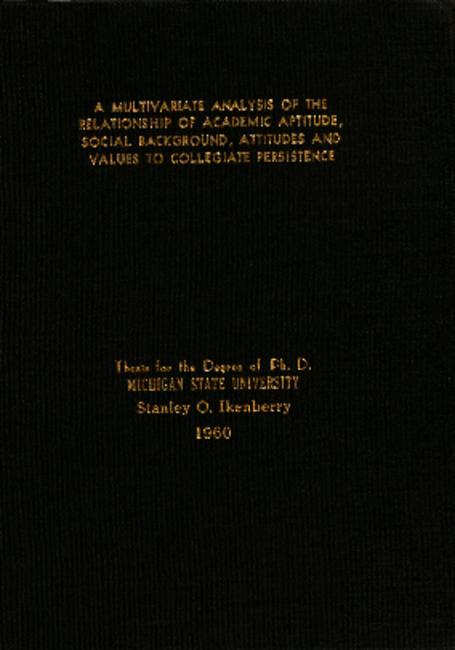 A MULTIVARIATE ANALYSIS OF THE
RELATIONSHIP OF ACADEMIC APTITUDE,
SOCIAL BACKGROUND, ATTITUDES AND
VALUES TO COLLEGIATE PERSISTENCE
Thesis for the Degree of Ph. D.
MICHIGAN STATE UNIVERSITY
Stanley O. Ikenberry
1960